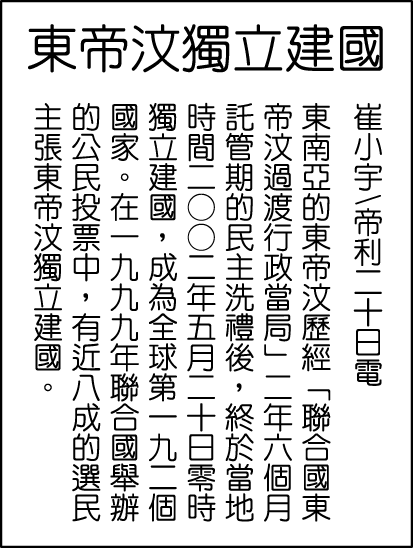 東帝汶獨立建國
崔小宇/帝利二十日電
東南亞的東帝汶歷經「聯合國東
帝汶過渡行政當局」二年六個月
託管期的民主洗禮後，終於當地
時間二〇〇二年五月二十日零時
獨立建國，成為全球第一九二個
國家。在一九九九年聯合國舉辦
的公民投票中，有近八成的選民
主張東帝汶獨立建國。